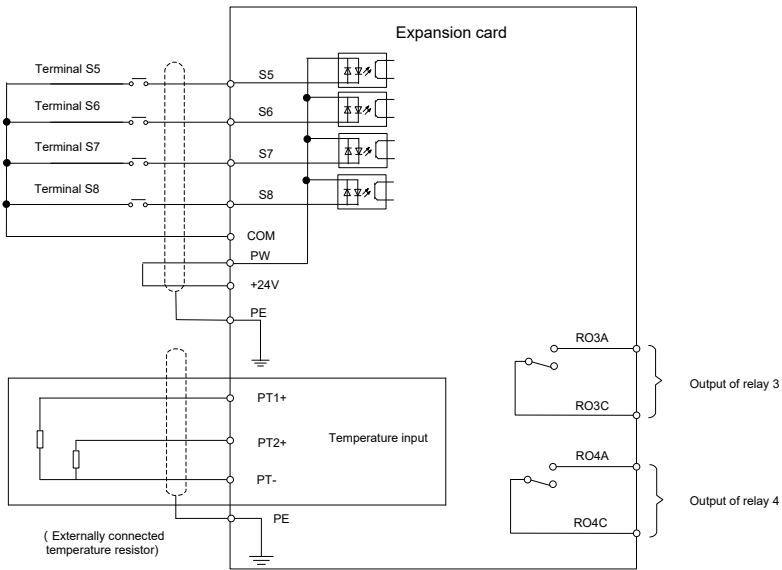 Expansion card
Terminal S5
S5
Terminal S6
S6
Terminal S7
S7
Terminal S8
S8
COM
PW
+24V
PE
RO3A
Output of relay 3
RO3C
PT1+
PT2+
Temperature input
PT-
RO4A
Output of relay 4
RO4C
PE
( Externally connected
temperature resistor)